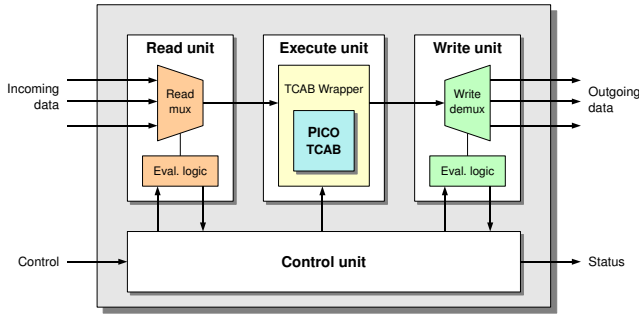 Read unit
Execute unit
Write unit
Incoming
data
Read
mux
TCAB Wrapper
PICO
TCAB
Write
demux
Outgoing
data
Eval. logic
Eval. logic
Control
Control unit
Status